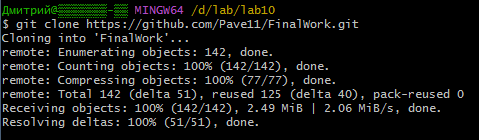 Дмитрий@ MINGW64 /d/lab/lab10
$ git clone https://github.com/Pave11/FinalWork.git
Cloning into 'FinalWork'...
remote: Enumerating objects: 142, done.
remote: Counting objects: 100% (142/142), done.
remote: Compressing objects: 100% (77/77), done.
remote: Total 142 (delta 51), reused 125 (delta 40), pack-reused 0
Receiving objects: 100% (142/142), 2.49 MiB | 2.06 MiB/s, done.
Resolving deltas: 100% (51/51), done.